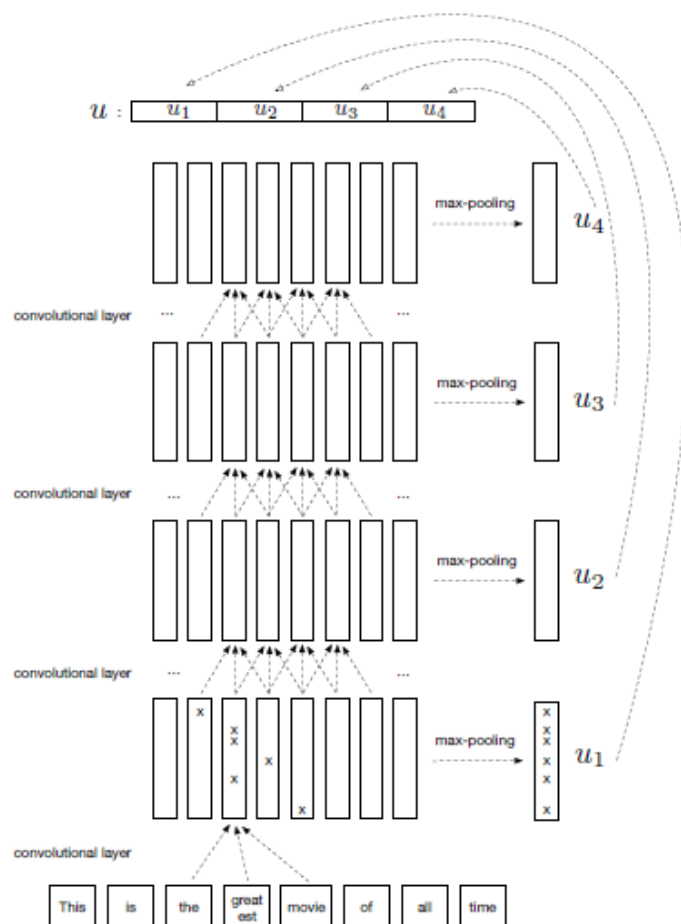 u : u1 u2 u3 u4
max-pooling
u4
convolutional layer ... ...
max-pooling
u3
convolutional layer ... ...
max-pooling
u2
convolutional layer ... ...
x x
x x
x x
max-pooling
x x
u1
x x
x x
convolutional layer
This is the great est movie of all time